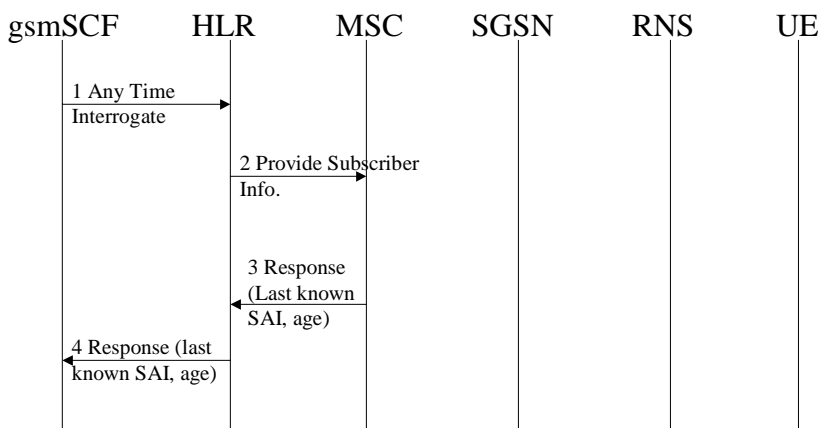 gsmSCF HLR MSC SGSN RNS UE
1 Any Time
Interrogate
2 Provide Subscriber
Info.
3 Response
(Last known
SAI, age)
4 Response (last
known SAI, age)